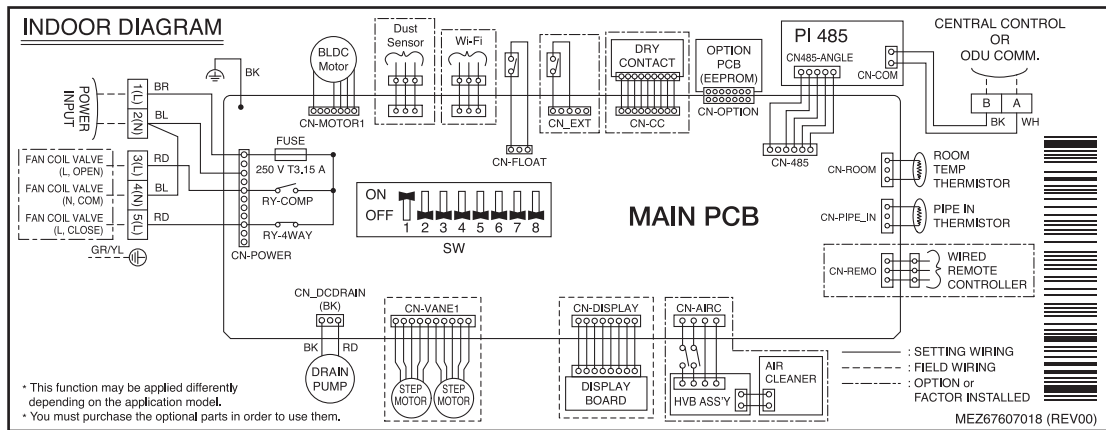 INDOOR DIAGRAM
POWER
INPUT
1(L)
2(N)
3(L)
4(N)
5(L)
BR
BL
RD
BL
RD
BK
FAN COIL VALVE
(L, OPEN)
FAN COIL VALVE
(N, COM)
FAN COIL VALVE
(L, CLOSE)
GR/YL
FUSE
250 V T3.15 A
RY-COMP
RY-4WAY
CN-POWER
BLDC
Motor
CN-MOTOR1
Dust
Sensor
Wi-Fi
CN-FLOAT
CN_EXT
DRY
CONTACT
CN-CC
OPTION
PCB
(EEPROM)
CN-OPTION
PI 485
CN485-ANGLE
CN-COM
CN-485
CENTRAL CONTROL
OR
ODU COMM.
B A
BK WH
ON
OFF
1 2 3 4 5 6 7 8
SW
MAIN PCB
CN-ROOM
ROOM
TEMP
THERMISTOR
CN-PIPE_IN
PIPE IN
THERMISTOR
CN-REMO
WIRED
REMOTE
CONTROLLER
CN_DCDRAIN
(BK)
BK RD
DRAIN
PUMP
CN-VANE1
STEP
MOTOR
STEP
MOTOR
CN-DISPLAY
DISPLAY
BOARD
CN-AIRC
HVB ASS'Y
AIR
CLEANER
: SETTING WIRING
: FIELD WIRING
: OPTION or
FACTOR INSTALLED
* This function may be applied differently
depending on the application model.
* You must purchase the optional parts in order to use them.
MEZ67607018 (REV00)